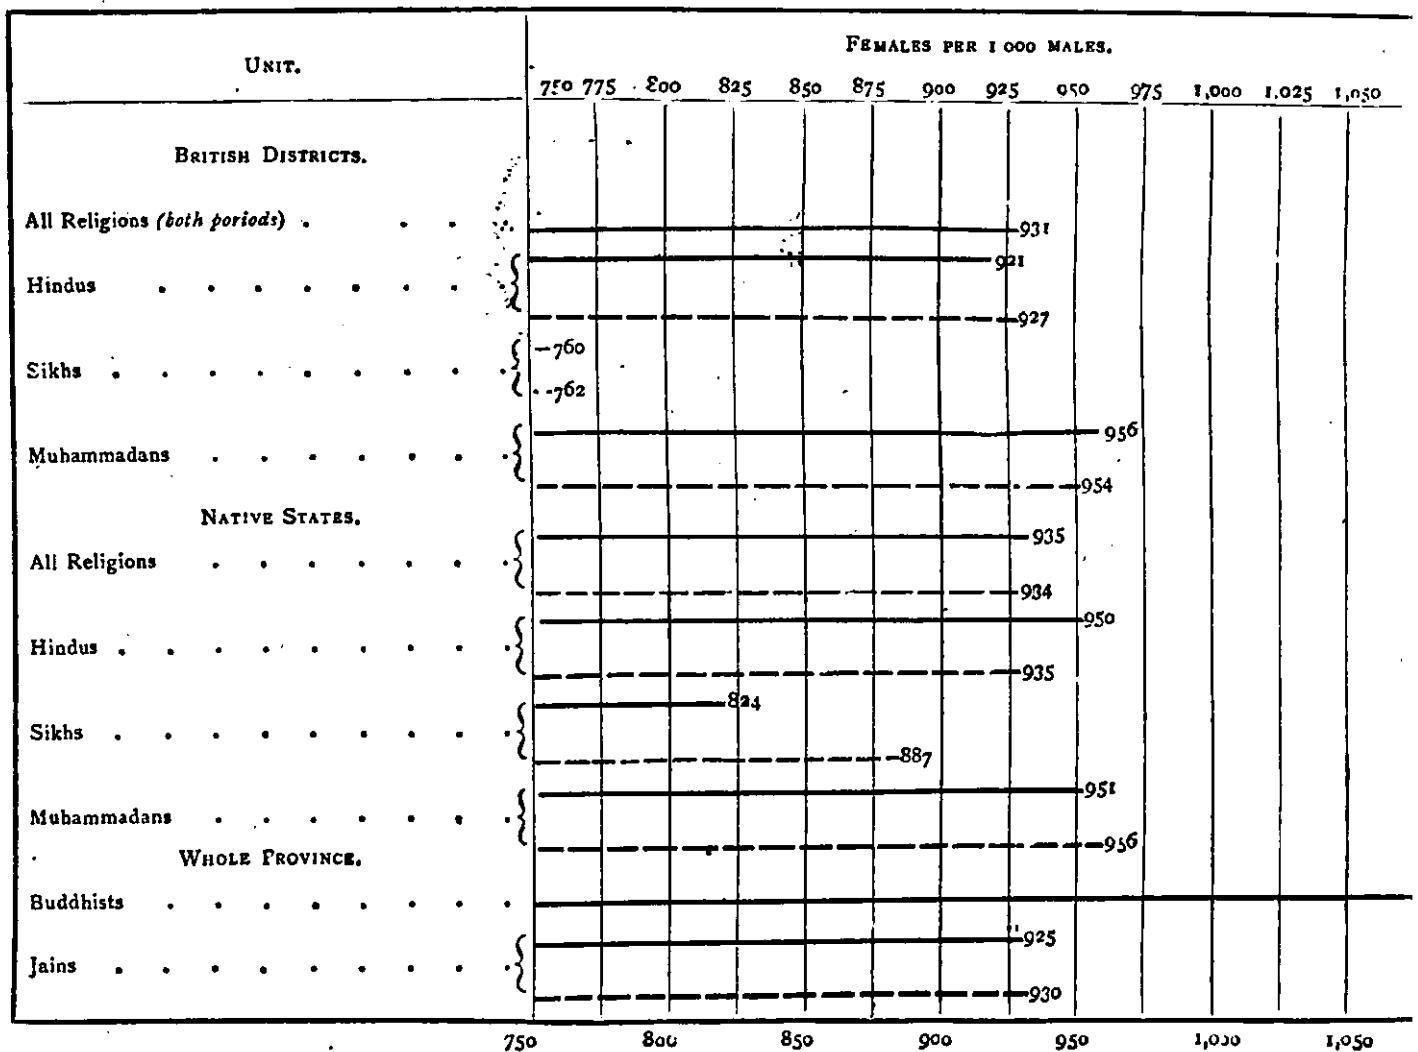 UNIT.
FEMALES PER 1000 MALES.
750 775 800 825 850 875 900 925 950 975 1,000 1,025 1,050
BRITISH DISTRICTS.
All Religions (both poriods) . . . . 931
Hindus . . . . . . . . 921
927
Sikhs . . . . . . . . . 760
762
Muhammadans . . . . . . . 956
954
NATIVE STATES.
All Religions . . . . . . . 935
934
Hindus . . . . . . . . . 950
935
Sikhs . . . . . . . . . 824
887
Muhammadans . . . . . . . 951
956
WHOLE PROVINCE.
Buddhists . . . . . . . .
Jains . . . . . . . . . 925
930
750 800 850 900 950 1,000 1,050